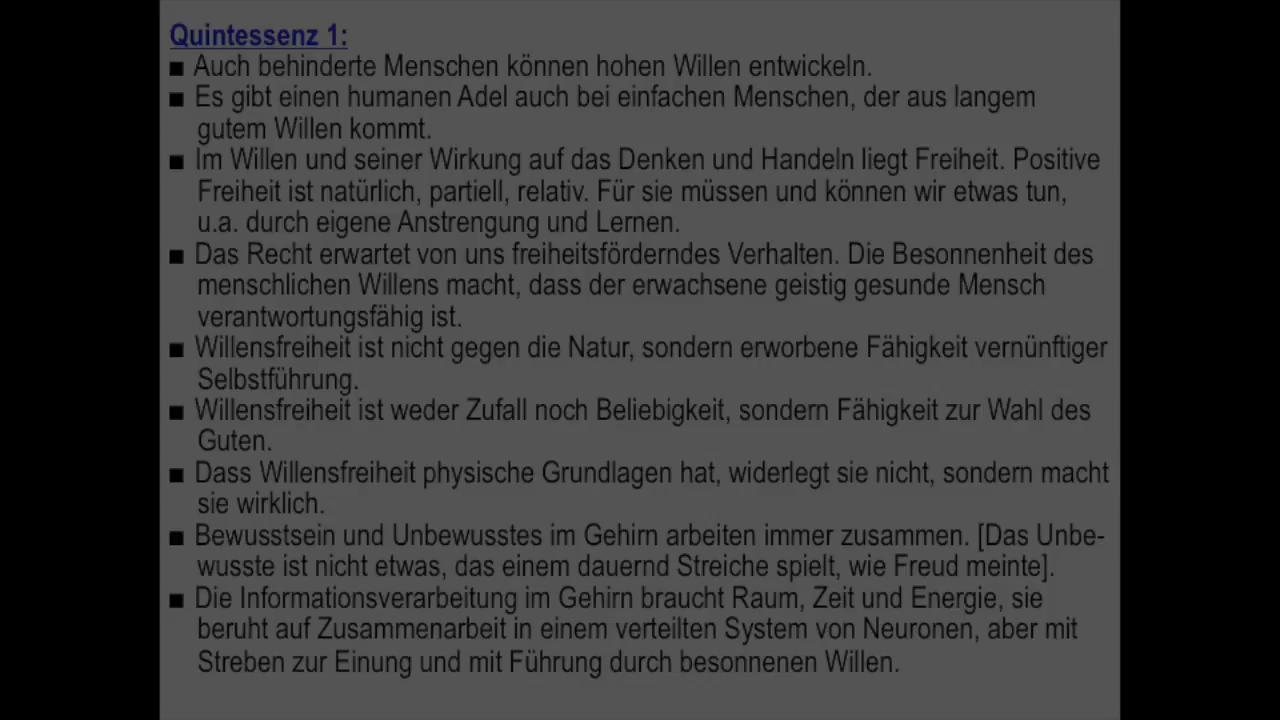 Quintessenz 1:
■ Auch behinderte Menschen können hohen Willen entwickeln.
■ Es gibt einen humanen Adel auch bei einfachen Menschen, der aus langem
gutem Willen kommt.
■ Im Willen und seiner Wirkung auf das Denken und Handeln liegt Freiheit. Positive
Freiheit ist natürlich, partiell, relativ. Für sie müssen und können wir etwas tun,
u.a. durch eigene Anstrengung und Lernen.
■ Das Recht erwartet von uns freiheitsförderndes Verhalten. Die Besonnenheit des
menschlichen Willens macht, dass der erwachsene geistig gesunde Mensch
verantwortungsfähig ist.
■ Willensfreiheit ist nicht gegen die Natur, sondern erworbene Fähigkeit vernünftiger
Selbstführung.
■ Willensfreiheit ist weder Zufall noch Beliebigkeit, sondern Fähigkeit zur Wahl des
Guten.
■ Dass Willensfreiheit physische Grundlagen hat, widerlegt sie nicht, sondern macht
sie wirklich.
■ Bewusstsein und Unbewusstes im Gehirn arbeiten immer zusammen. [Das Unbe-
wusste ist nicht etwas, das einem dauernd Streiche spielt, wie Freud meinte].
■ Die Informationsverarbeitung im Gehirn braucht Raum, Zeit und Energie, sie
beruht auf Zusammenarbeit in einem verteilten System von Neuronen, aber mit
Streben zur Einung und mit Führung durch besonnenen Willen.